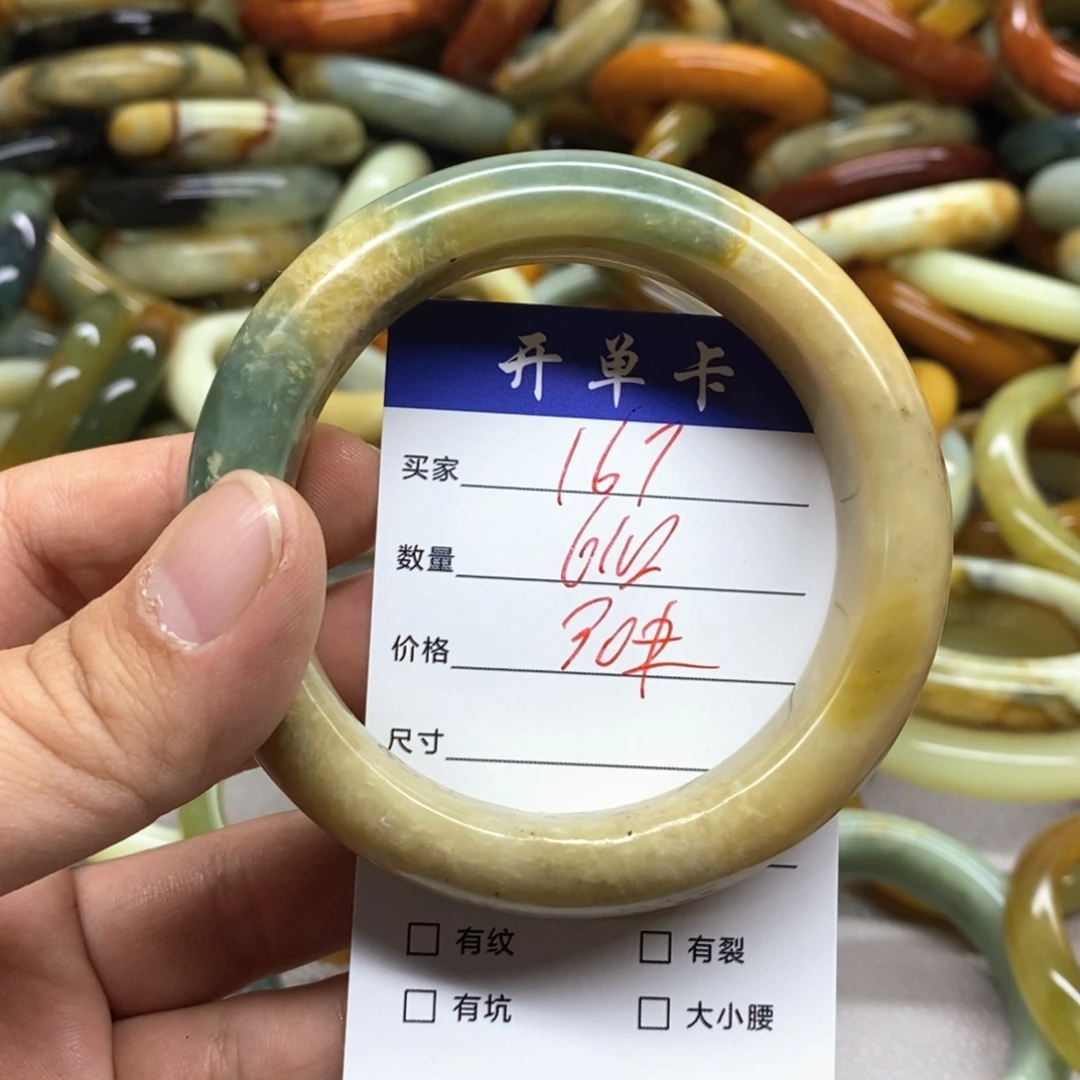 开单卡
买家 167
数量
价格
尺寸
有纹 有裂
有坑 大小腰